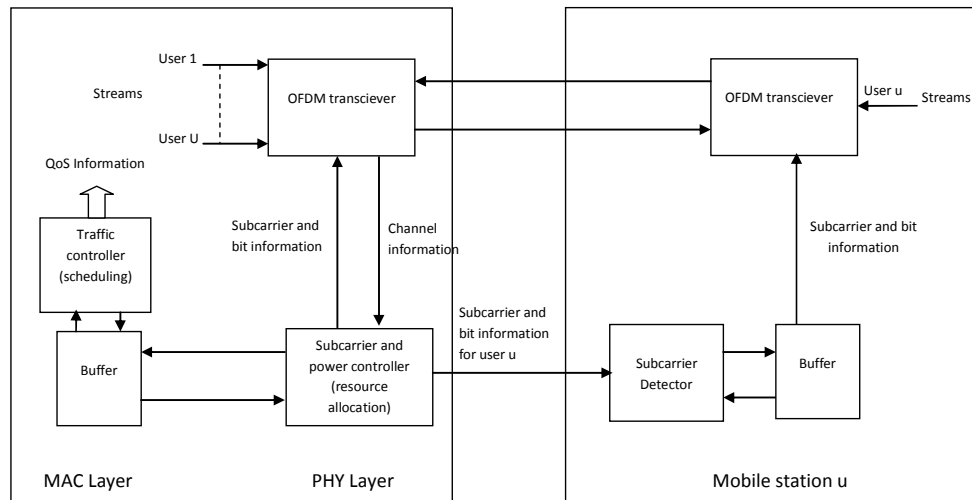 User 1
Streams
User U
OFDM transciever
QoS Information
Traffic
controller
(scheduling)
Buffer
Subcarrier and
bit information
Channel
information
Subcarrier and
power controller
(resource
allocation)
MAC Layer
PHY Layer
Subcarrier and
bit information
for user u
OFDM transciever
User u
Streams
Subcarrier and bit
information
Subcarrier
Detector
Buffer
Mobile station u